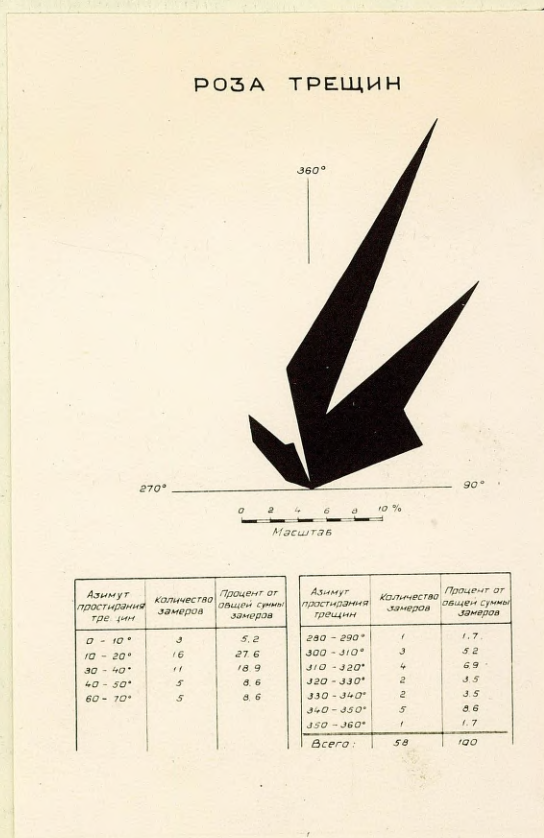 РОЗА ТРЕЩИН
360°
270°
90°
0 2 4 6 8 10 %
Масштаб
Азимут простирания тре.цин | Количество замеров | Процент от общей суммы замеров
0 - 10° 3 5.2
10 - 20° 16 27.6
30 - 40° 11 18.9
40 - 50° 5 8.6
60 - 70° 5 8.6
Азимут простирания трещин | Количество замеров | Процент от общей суммы замеров
280 - 290° 1 1.7
300 - 310° 3 5.2
310 - 320° 4 6.9
320 - 330° 2 3.5
330 - 340° 2 3.5
340 - 350° 5 8.6
350 - 360° 1 1.7
Всего: 58 100